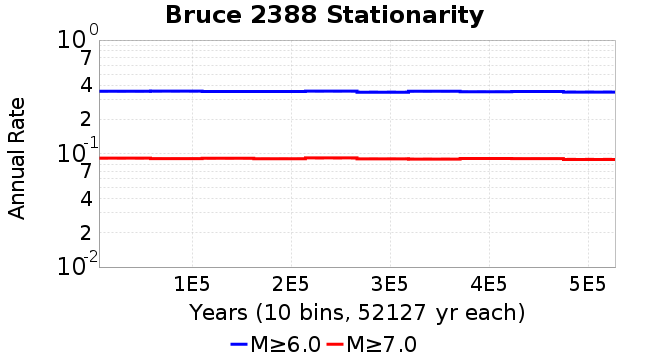 Bruce 2388 Stationarity
10^0
7
4
2
10^-1
7
4
2
10^-2
Annual Rate
1E5 2E5 3E5 4E5 5E5
Years (10 bins, 52127 yr each)
M≥6.0 M≥7.0